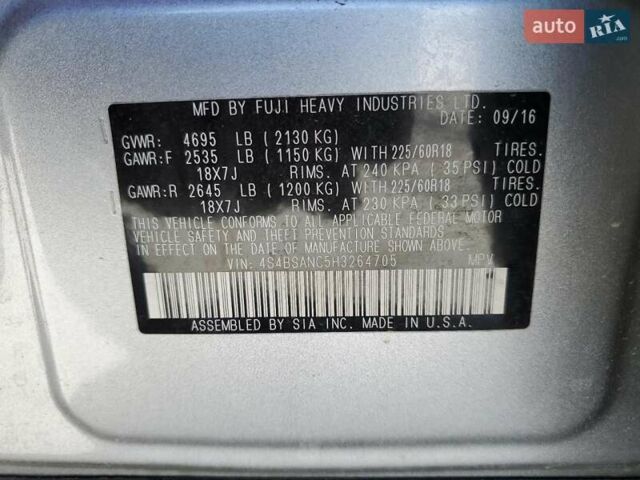 auto RIA .com
MFD BY FUJI HEAVY INDUSTRIES LTD.
DATE: 09/16
GVWR: 4695 LB (2130 KG)
GAWR:F 2535 LB (1150 KG) WITH 225/60R18 TIRES.
18X7J RIMS. AT 240 KPA (35 PSI) COLD
GAWR:R 2645 LB (1200 KG) WITH 225/60R18 TIRES.
18X7J RIMS. AT 230 KPA (33 PSI) COLD
THIS VEHICLE CONFORMS TO ALL APPLICABLE FEDERAL MOTOR
VEHICLE SAFETY AND THEFT PREVENTION STANDARDS
IN EFFECT ON THE DATE OF MANUFACTURE SHOWN ABOVE.
VIN: 4S4BSANC5H3264705 MPV
ASSEMBLED BY SIA INC. MADE IN U.S.A.